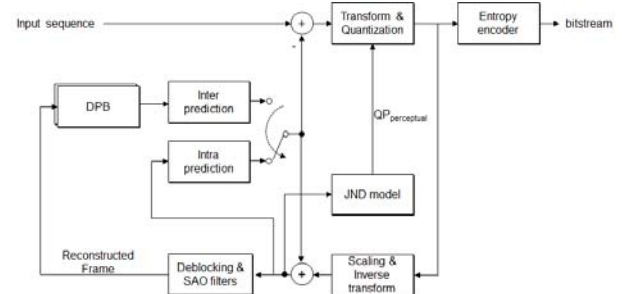 Input sequence
+
-
Transform &
Quantization
Entropy
encoder
bitstream
DPB
Inter
prediction
QPperceptual
Intra
prediction
JND model
Reconstructed
Frame
Deblocking &
SAO filters
+
Scaling &
Inverse
transform